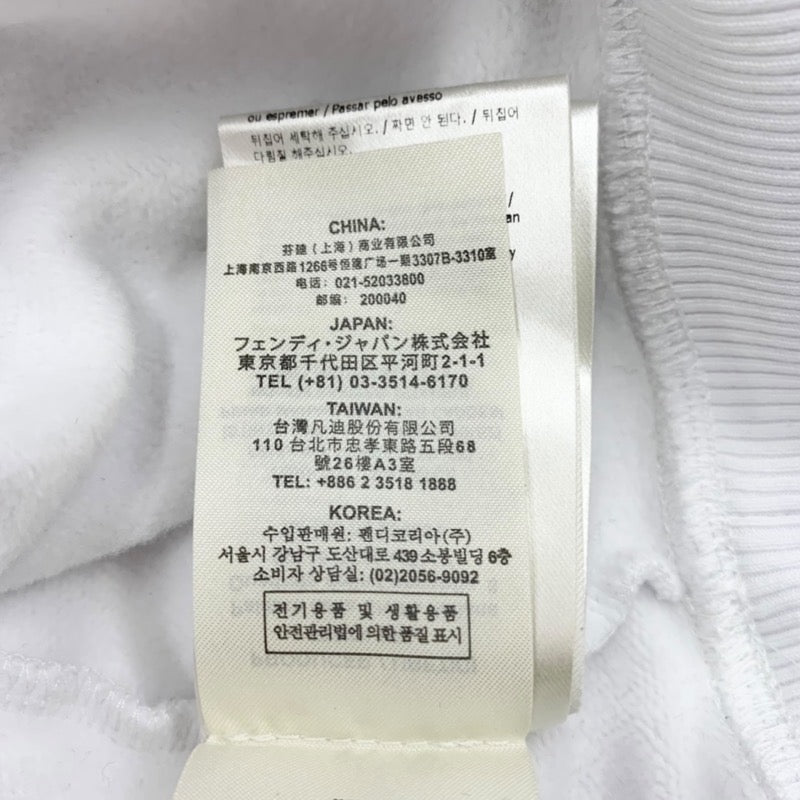 ou espremer / Passar pelo avesso
뒤집어 세탁해 주십시오. / 화면 안 된다. / 뒤집어
다림질 해주십시오.
/
an
y
CHINA:
芬迪（上海）商业有限公司
上海南京西路1266号恒隆广场一期3307B-3310室
电话: 021-52033800
邮编: 200040
JAPAN:
フェンディ・ジャパン株式会社
東京都千代田区平河町2-1-1
TEL (+81) 03-3514-6170
TAIWAN:
台灣凡迪股份有限公司
110 台北市忠孝東路五段68
號26樓A3室
TEL: +886 2 3518 1888
KOREA:
수입판매원: 펜디코리아(주)
서울시 강남구 도산대로 439 소봉빌딩 6층
소비자 상담실: (02)2056-9092
전기용품 및 생활용품
안전관리법에 의한 품질 표시